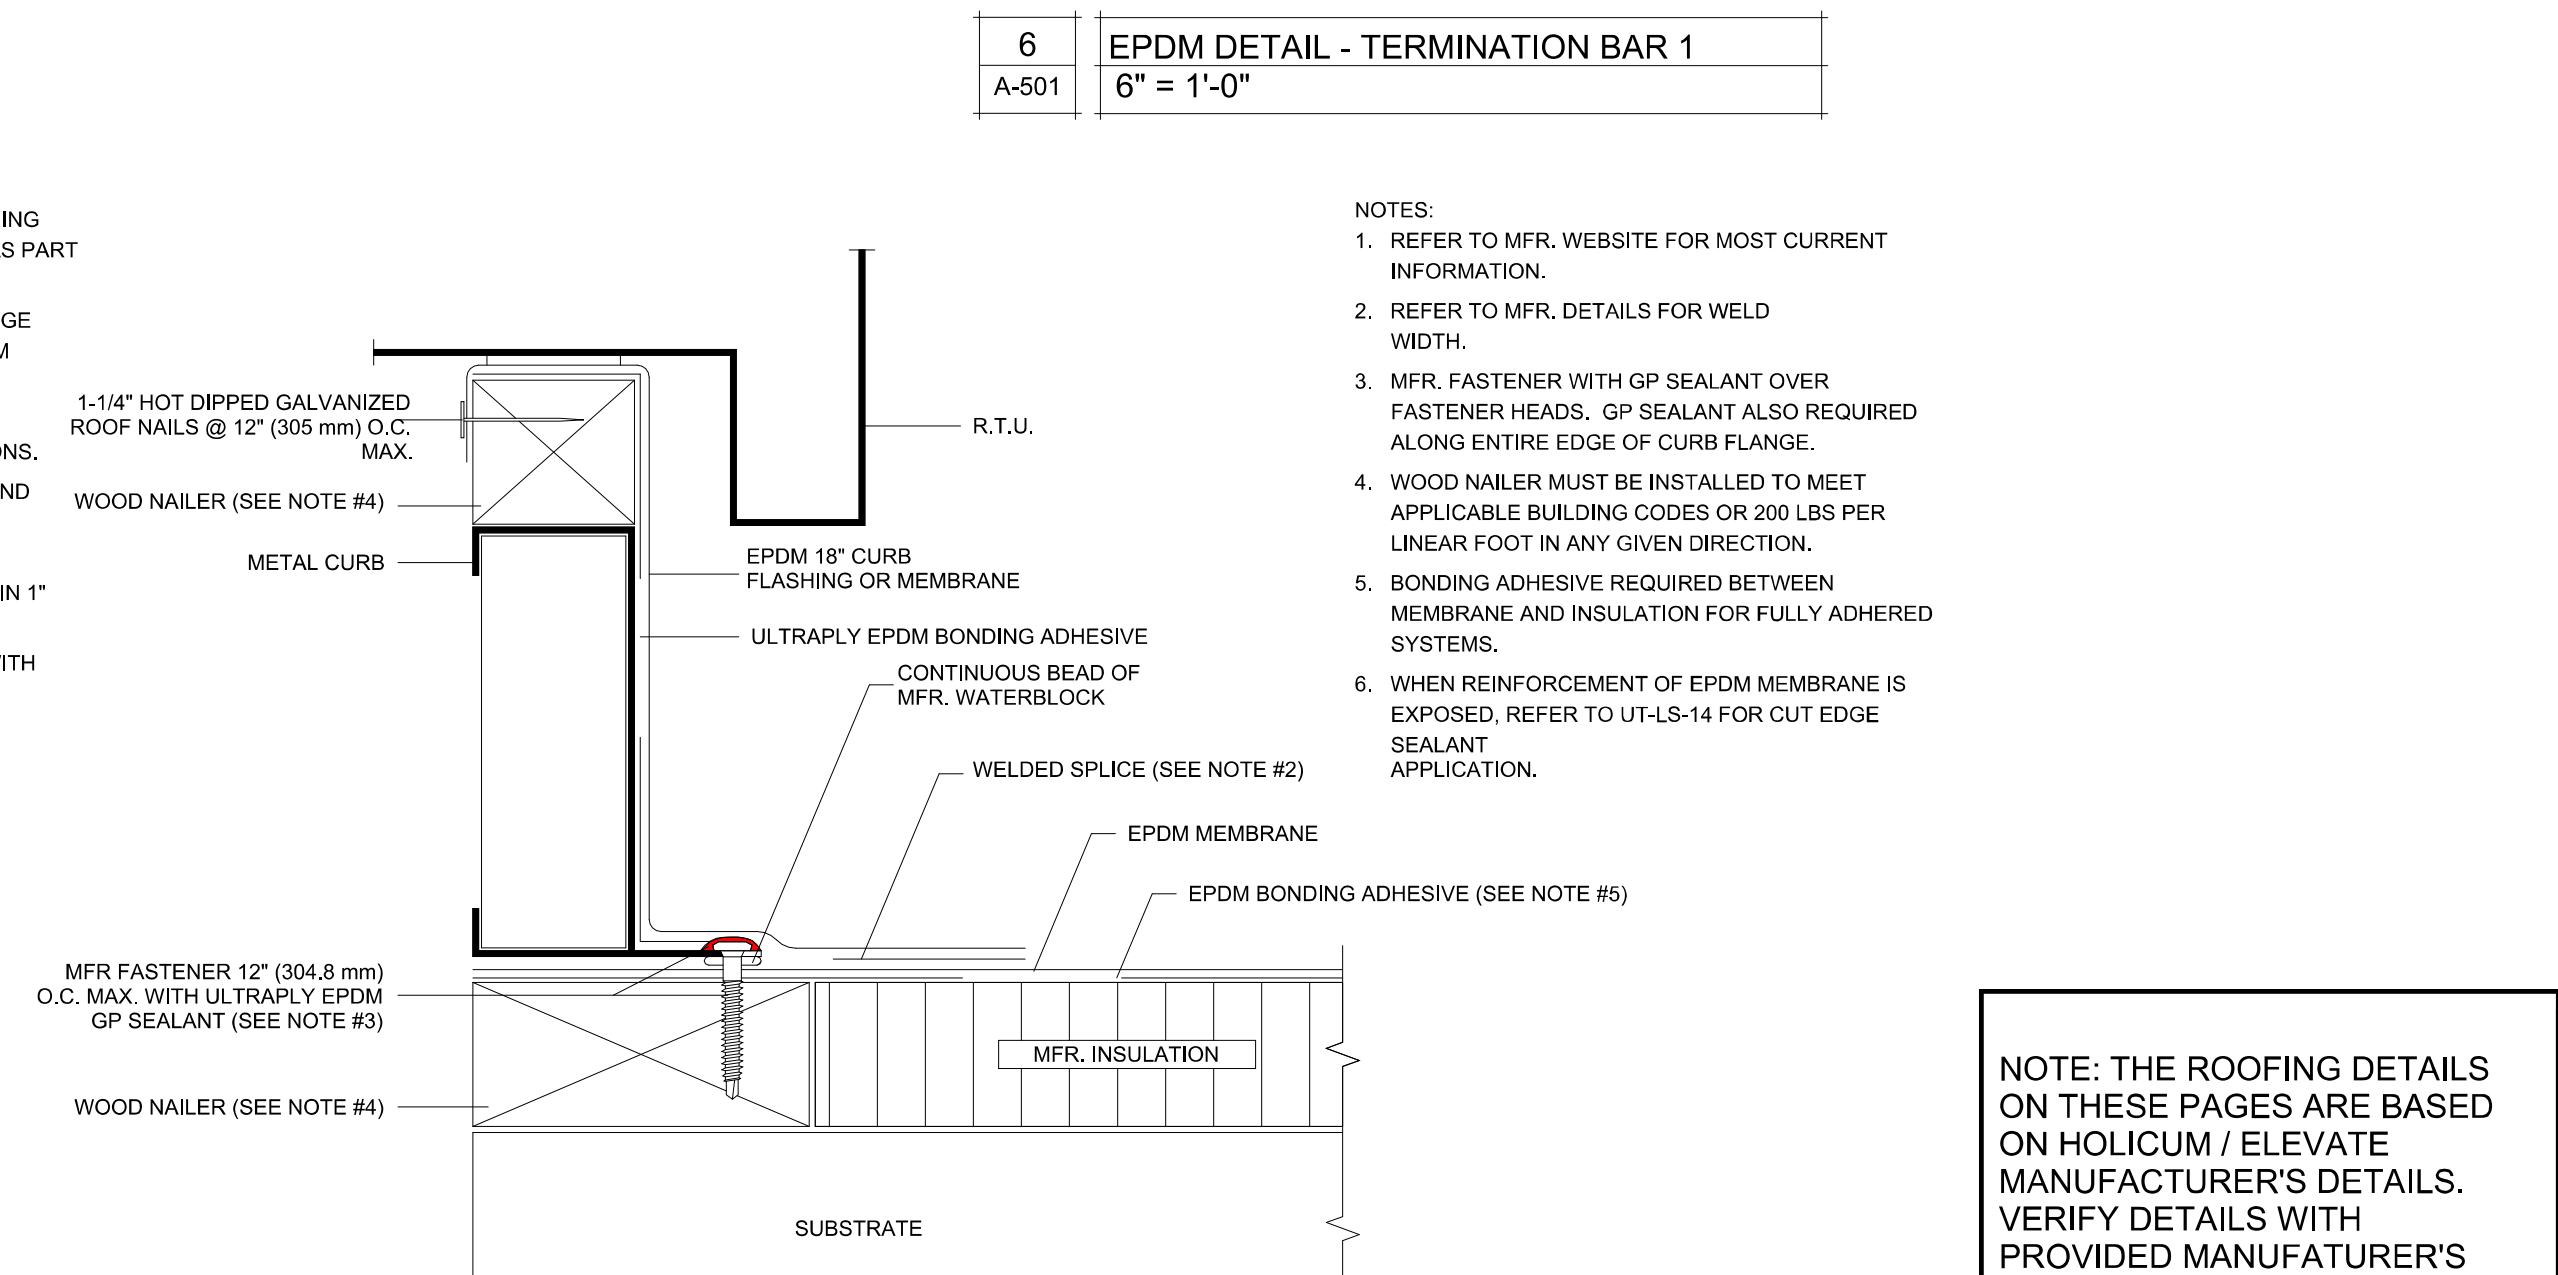 6
EPDM DETAIL - TERMINATION BAR 1
A-501
6" = 1'-0"
ING
S PART
GE
M
ONS.
ND
IN 1"
WITH
1-1/4" HOT DIPPED GALVANIZED
ROOF NAILS @ 12" (305 mm) O.C.
MAX.
WOOD NAILER (SEE NOTE #4)
METAL CURB
R.T.U.
EPDM 18" CURB
FLASHING OR MEMBRANE
ULTRAPLY EPDM BONDING ADHESIVE
CONTINUOUS BEAD OF
MFR. WATERBLOCK
WELDED SPLICE (SEE NOTE #2)
EPDM MEMBRANE
EPDM BONDING ADHESIVE (SEE NOTE #5)
MFR FASTENER 12" (304.8 mm)
O.C. MAX. WITH ULTRAPLY EPDM
GP SEALANT (SEE NOTE #3)
MFR. INSULATION
WOOD NAILER (SEE NOTE #4)
SUBSTRATE
NOTES:
1. REFER TO MFR. WEBSITE FOR MOST CURRENT
INFORMATION.
2. REFER TO MFR. DETAILS FOR WELD
WIDTH.
3. MFR. FASTENER WITH GP SEALANT OVER
FASTENER HEADS. GP SEALANT ALSO REQUIRED
ALONG ENTIRE EDGE OF CURB FLANGE.
4. WOOD NAILER MUST BE INSTALLED TO MEET
APPLICABLE BUILDING CODES OR 200 LBS PER
LINEAR FOOT IN ANY GIVEN DIRECTION.
5. BONDING ADHESIVE REQUIRED BETWEEN
MEMBRANE AND INSULATION FOR FULLY ADHERED
SYSTEMS.
6. WHEN REINFORCEMENT OF EPDM MEMBRANE IS
EXPOSED, REFER TO UT-LS-14 FOR CUT EDGE
SEALANT
APPLICATION.
NOTE: THE ROOFING DETAILS
ON THESE PAGES ARE BASED
ON HOLICUM / ELEVATE
MANUFACTURER'S DETAILS.
VERIFY DETAILS WITH
PROVIDED MANUFATURER'S